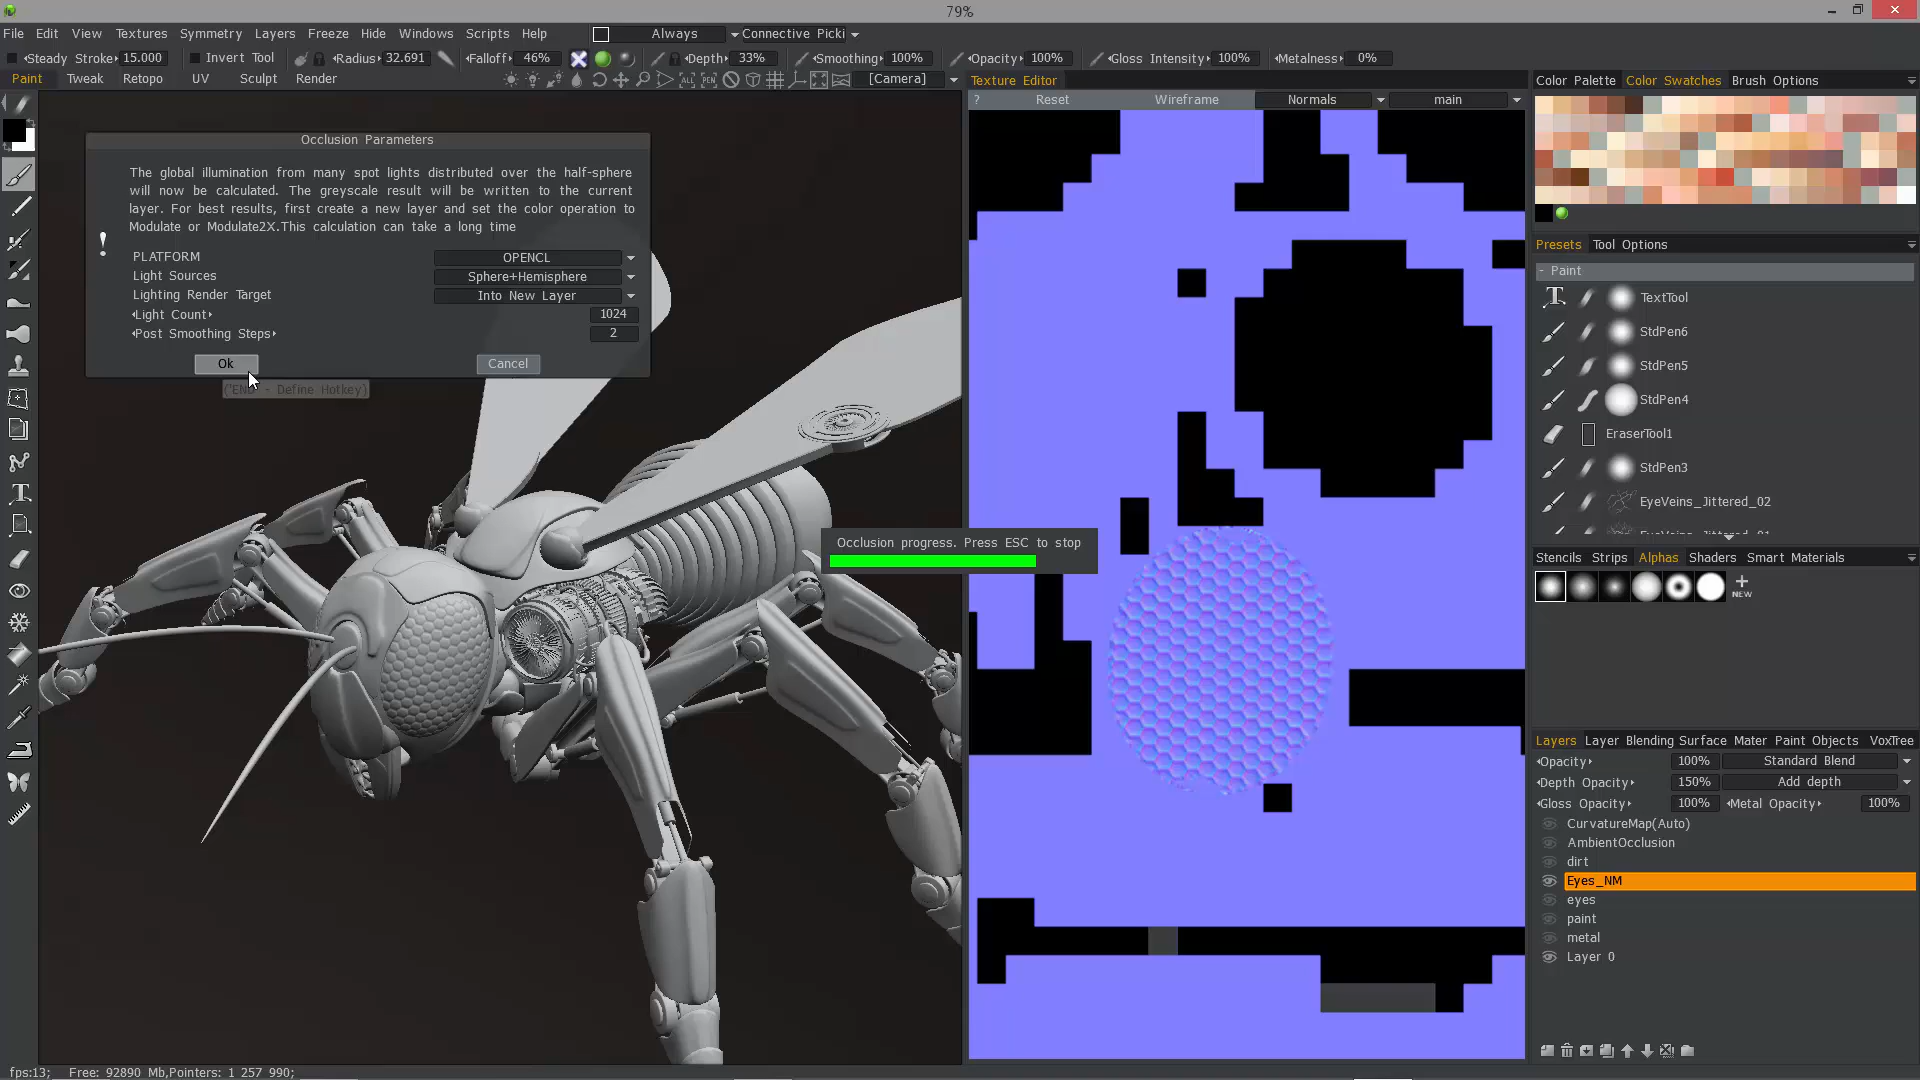 79%
File Edit View Textures Symmetry Layers Freeze Hide Windows Scripts Help Always Connective Picki
Steady Stroke 15.000 Invert Tool Radius 32.691 Falloff 46% Depth 33% Smoothing 100% Opacity 100% Gloss Intensity 100% Metalness 0%
Paint Tweak Retopo UV Sculpt Render [Camera]
Texture Editor
Color Palette Color Swatches Brush Options
? Reset Wireframe Normals main
Occlusion Parameters
The global illumination from many spot lights distributed over the half-sphere
will now be calculated. The greyscale result will be written to the current
layer. For best results, first create a new layer and set the color operation to
Modulate or Modulate2X.This calculation can take a long time
!
PLATFORM OPENCL
Light Sources Sphere+Hemisphere
Lighting Render Target Into New Layer
Light Count 1024
Post Smoothing Steps 2
Ok Cancel
('END' - Define Hotkey)
Occlusion progress. Press ESC to stop
Presets Tool Options
- Paint
TextTool
StdPen6
StdPen5
StdPen4
EraserTool1
StdPen3
EyeVeins_Jittered_02
Stencils Strips Alphas Shaders Smart Materials
NEW
Layers Layer Blending Surface Mater Paint Objects VoxTree
Opacity 100% Standard Blend
Depth Opacity 150% Add depth
Gloss Opacity 100% Metal Opacity 100%
CurvatureMap(Auto)
AmbientOcclusion
dirt
Eyes_NM
eyes
paint
metal
Layer 0
fps:13; Free: 92890 Mb,Pointers: 1 257 990;